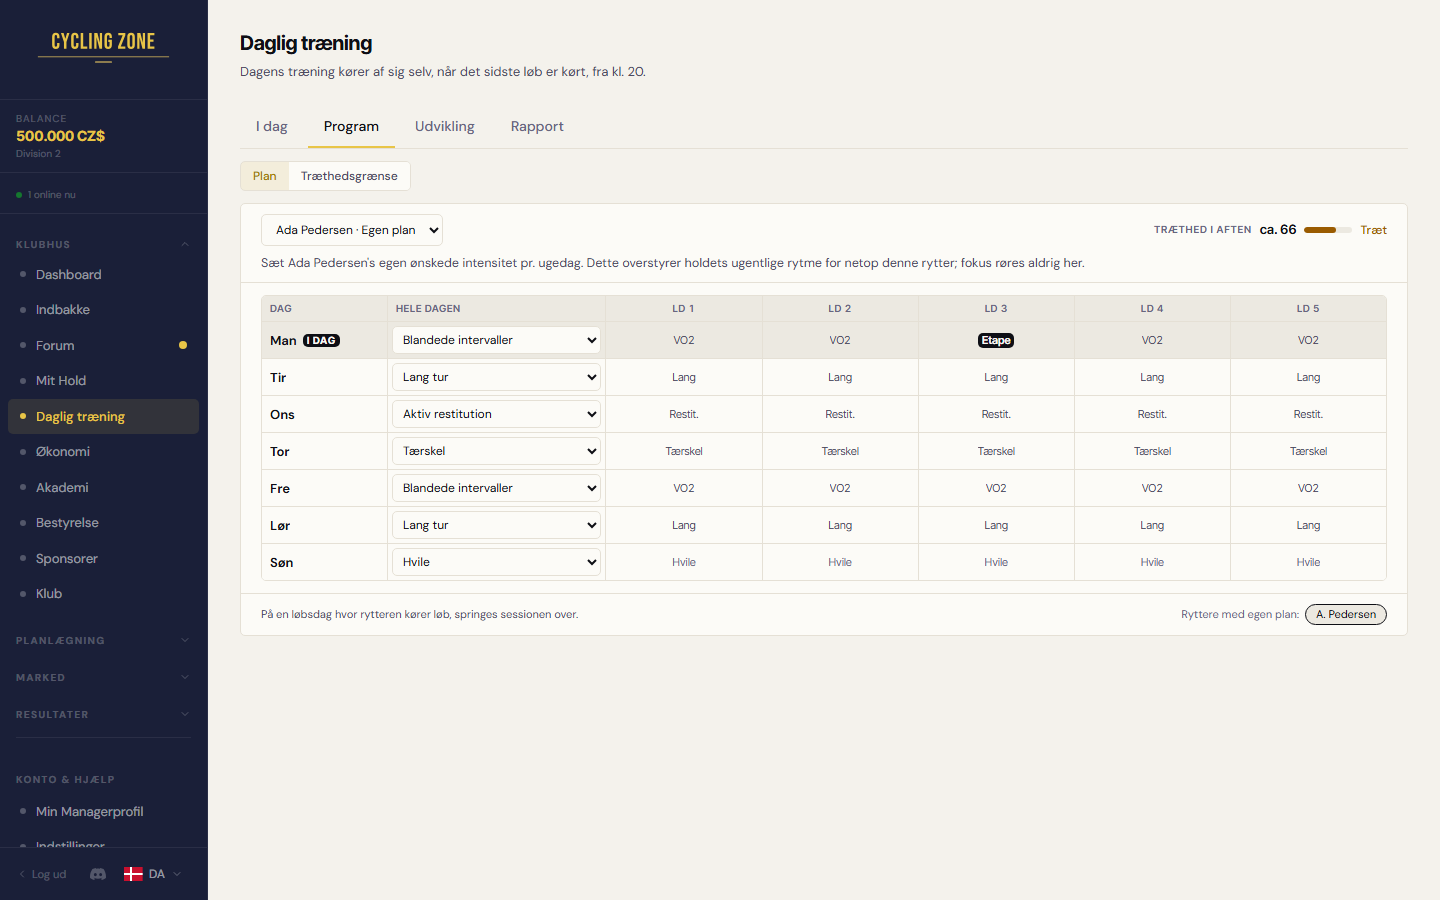 CYCLING ZONE
BALANCE
500.000 CZ$
Division 2
1 online nu
KLUBHUS
Dashboard
Indbakke
Forum
Mit Hold
Daglig træning
Økonomi
Akademi
Bestyrelse
Sponsorer
Klub
PLANLÆGNING
MARKED
RESULTATER
KONTO & HJÆLP
Min Managerprofil
Indstillinger
Log ud DA
Daglig træning
Dagens træning kører af sig selv, når det sidste løb er kørt, fra kl. 20.
I dag Program Udvikling Rapport
Plan Træthedsgrænse
Ada Pedersen · Egen plan TRÆTHED I AFTEN ca. 66 Træt
Sæt Ada Pedersen's egen ønskede intensitet pr. ugedag. Dette overstyrer holdets ugentlige rytme for netop denne rytter; fokus røres aldrig her.
DAG HELE DAGEN LD 1 LD 2 LD 3 LD 4 LD 5
Man I DAG Blandede intervaller VO2 VO2 Etape VO2 VO2
Tir Lang tur Lang Lang Lang Lang Lang
Ons Aktiv restitution Restit. Restit. Restit. Restit. Restit.
Tor Tærskel Tærskel Tærskel Tærskel Tærskel Tærskel
Fre Blandede intervaller VO2 VO2 VO2 VO2 VO2
Lør Lang tur Lang Lang Lang Lang Lang
Søn Hvile Hvile Hvile Hvile Hvile Hvile
På en løbsdag hvor rytteren kører løb, springes sessionen over. Ryttere med egen plan: A. Pedersen